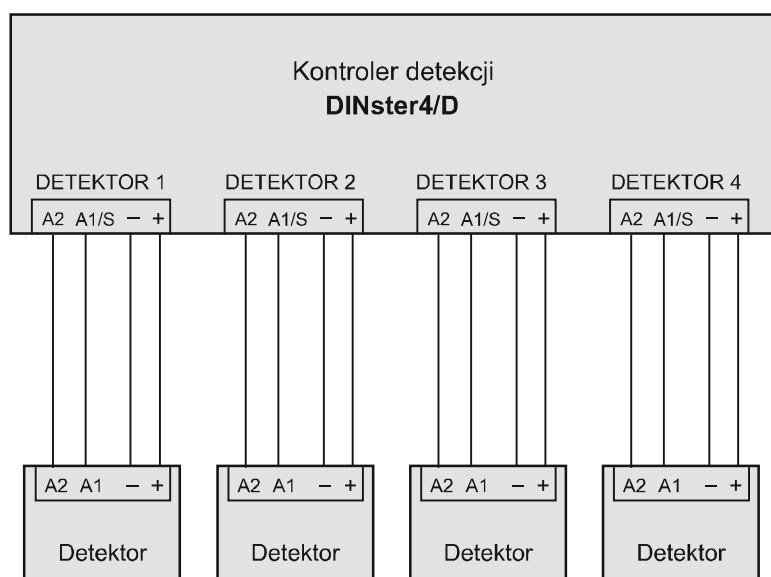 Kontroler detekcji
DINster4/D
DETEKTOR 1 DETEKTOR 2 DETEKTOR 3 DETEKTOR 4
A2 A1/S − + A2 A1/S − + A2 A1/S − + A2 A1/S − +
A2 A1 − + A2 A1 − + A2 A1 − + A2 A1 − +
Detektor Detektor Detektor Detektor